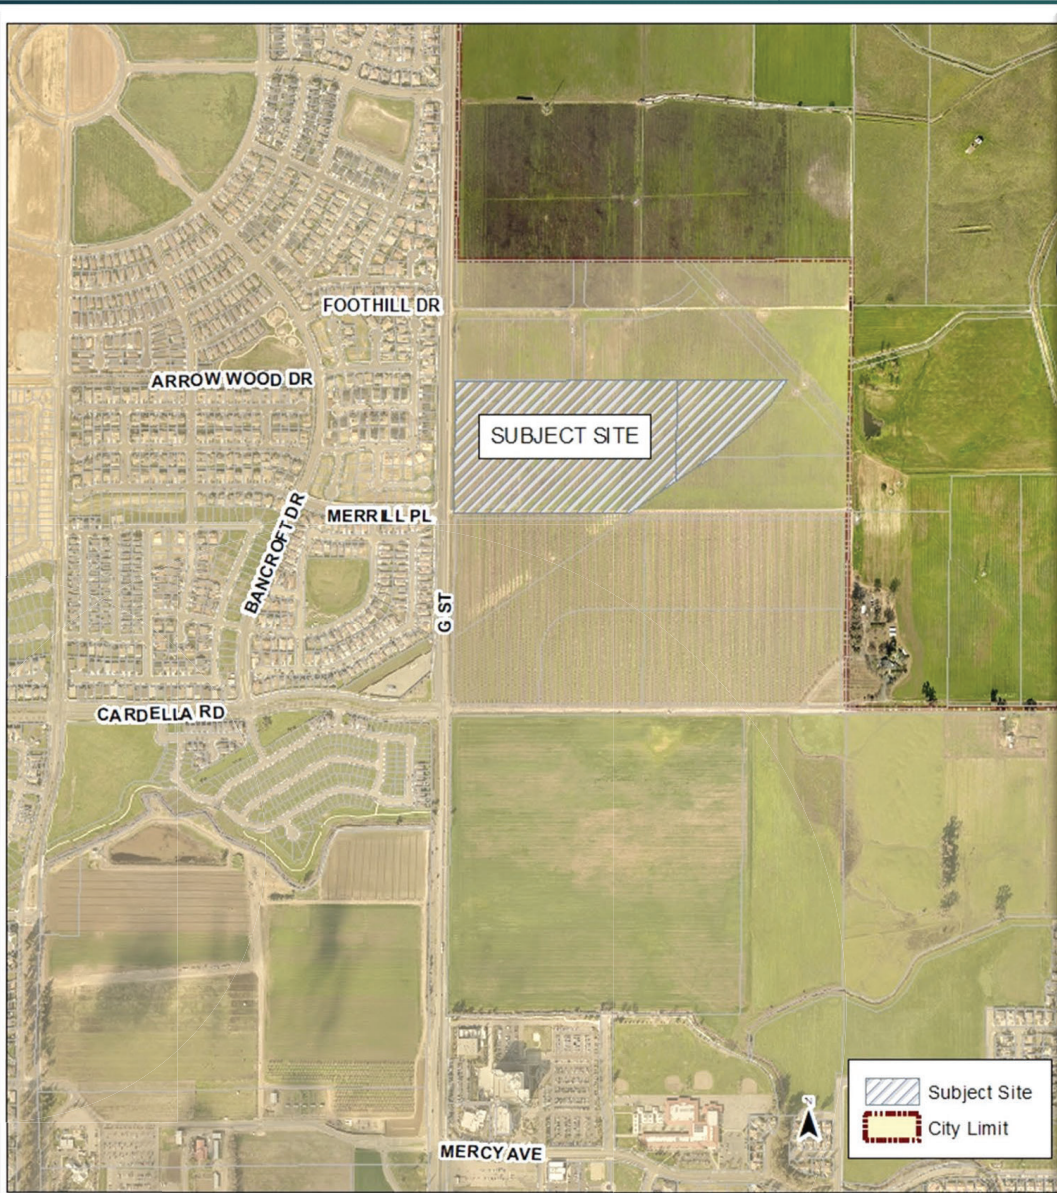 FOOTHILL DR
ARROW WOOD DR
SUBJECT SITE
MERRILL PL
BANCROFT DR
G ST
CARDELLA RD
MERCY AVE
Z
Subject Site
City Limit